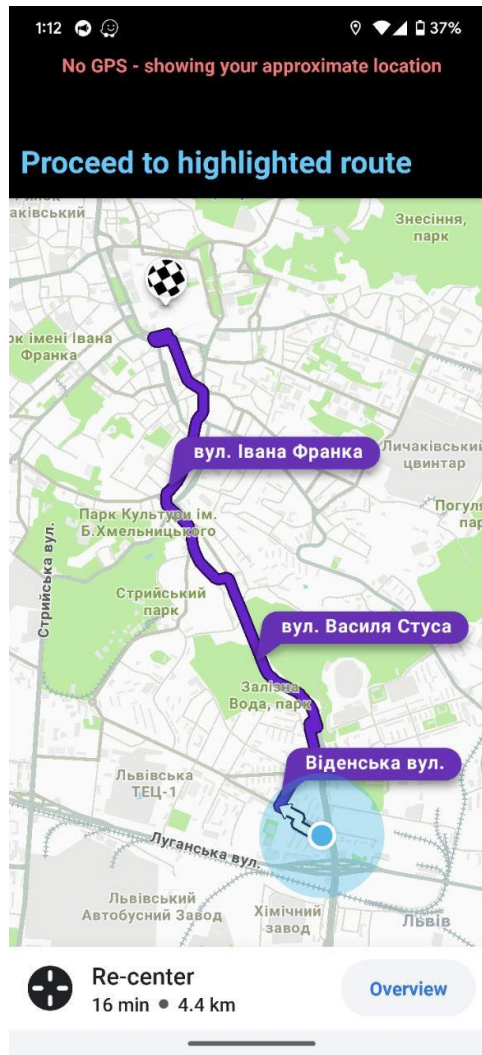 1:12
37%
No GPS - showing your approximate location
Proceed to highlighted route
аківський
Знесіння,
парк
рк імені Івана
Франка
вул. Івана Франка
Личаківський
цвинтар
Парк Культури ім.
Б.Хмельницького
Погуля
пар
Стрийська вул.
Стрийський
парк
вул. Василя Стуса
Залізна
Вода, парк
Віденська вул.
Львівська
ТЕЦ-1
Луганська вул.
Львівський
Автобусний Завод
Хімічний
завод
Львів
Re-center
16 min • 4.4 km
Overview